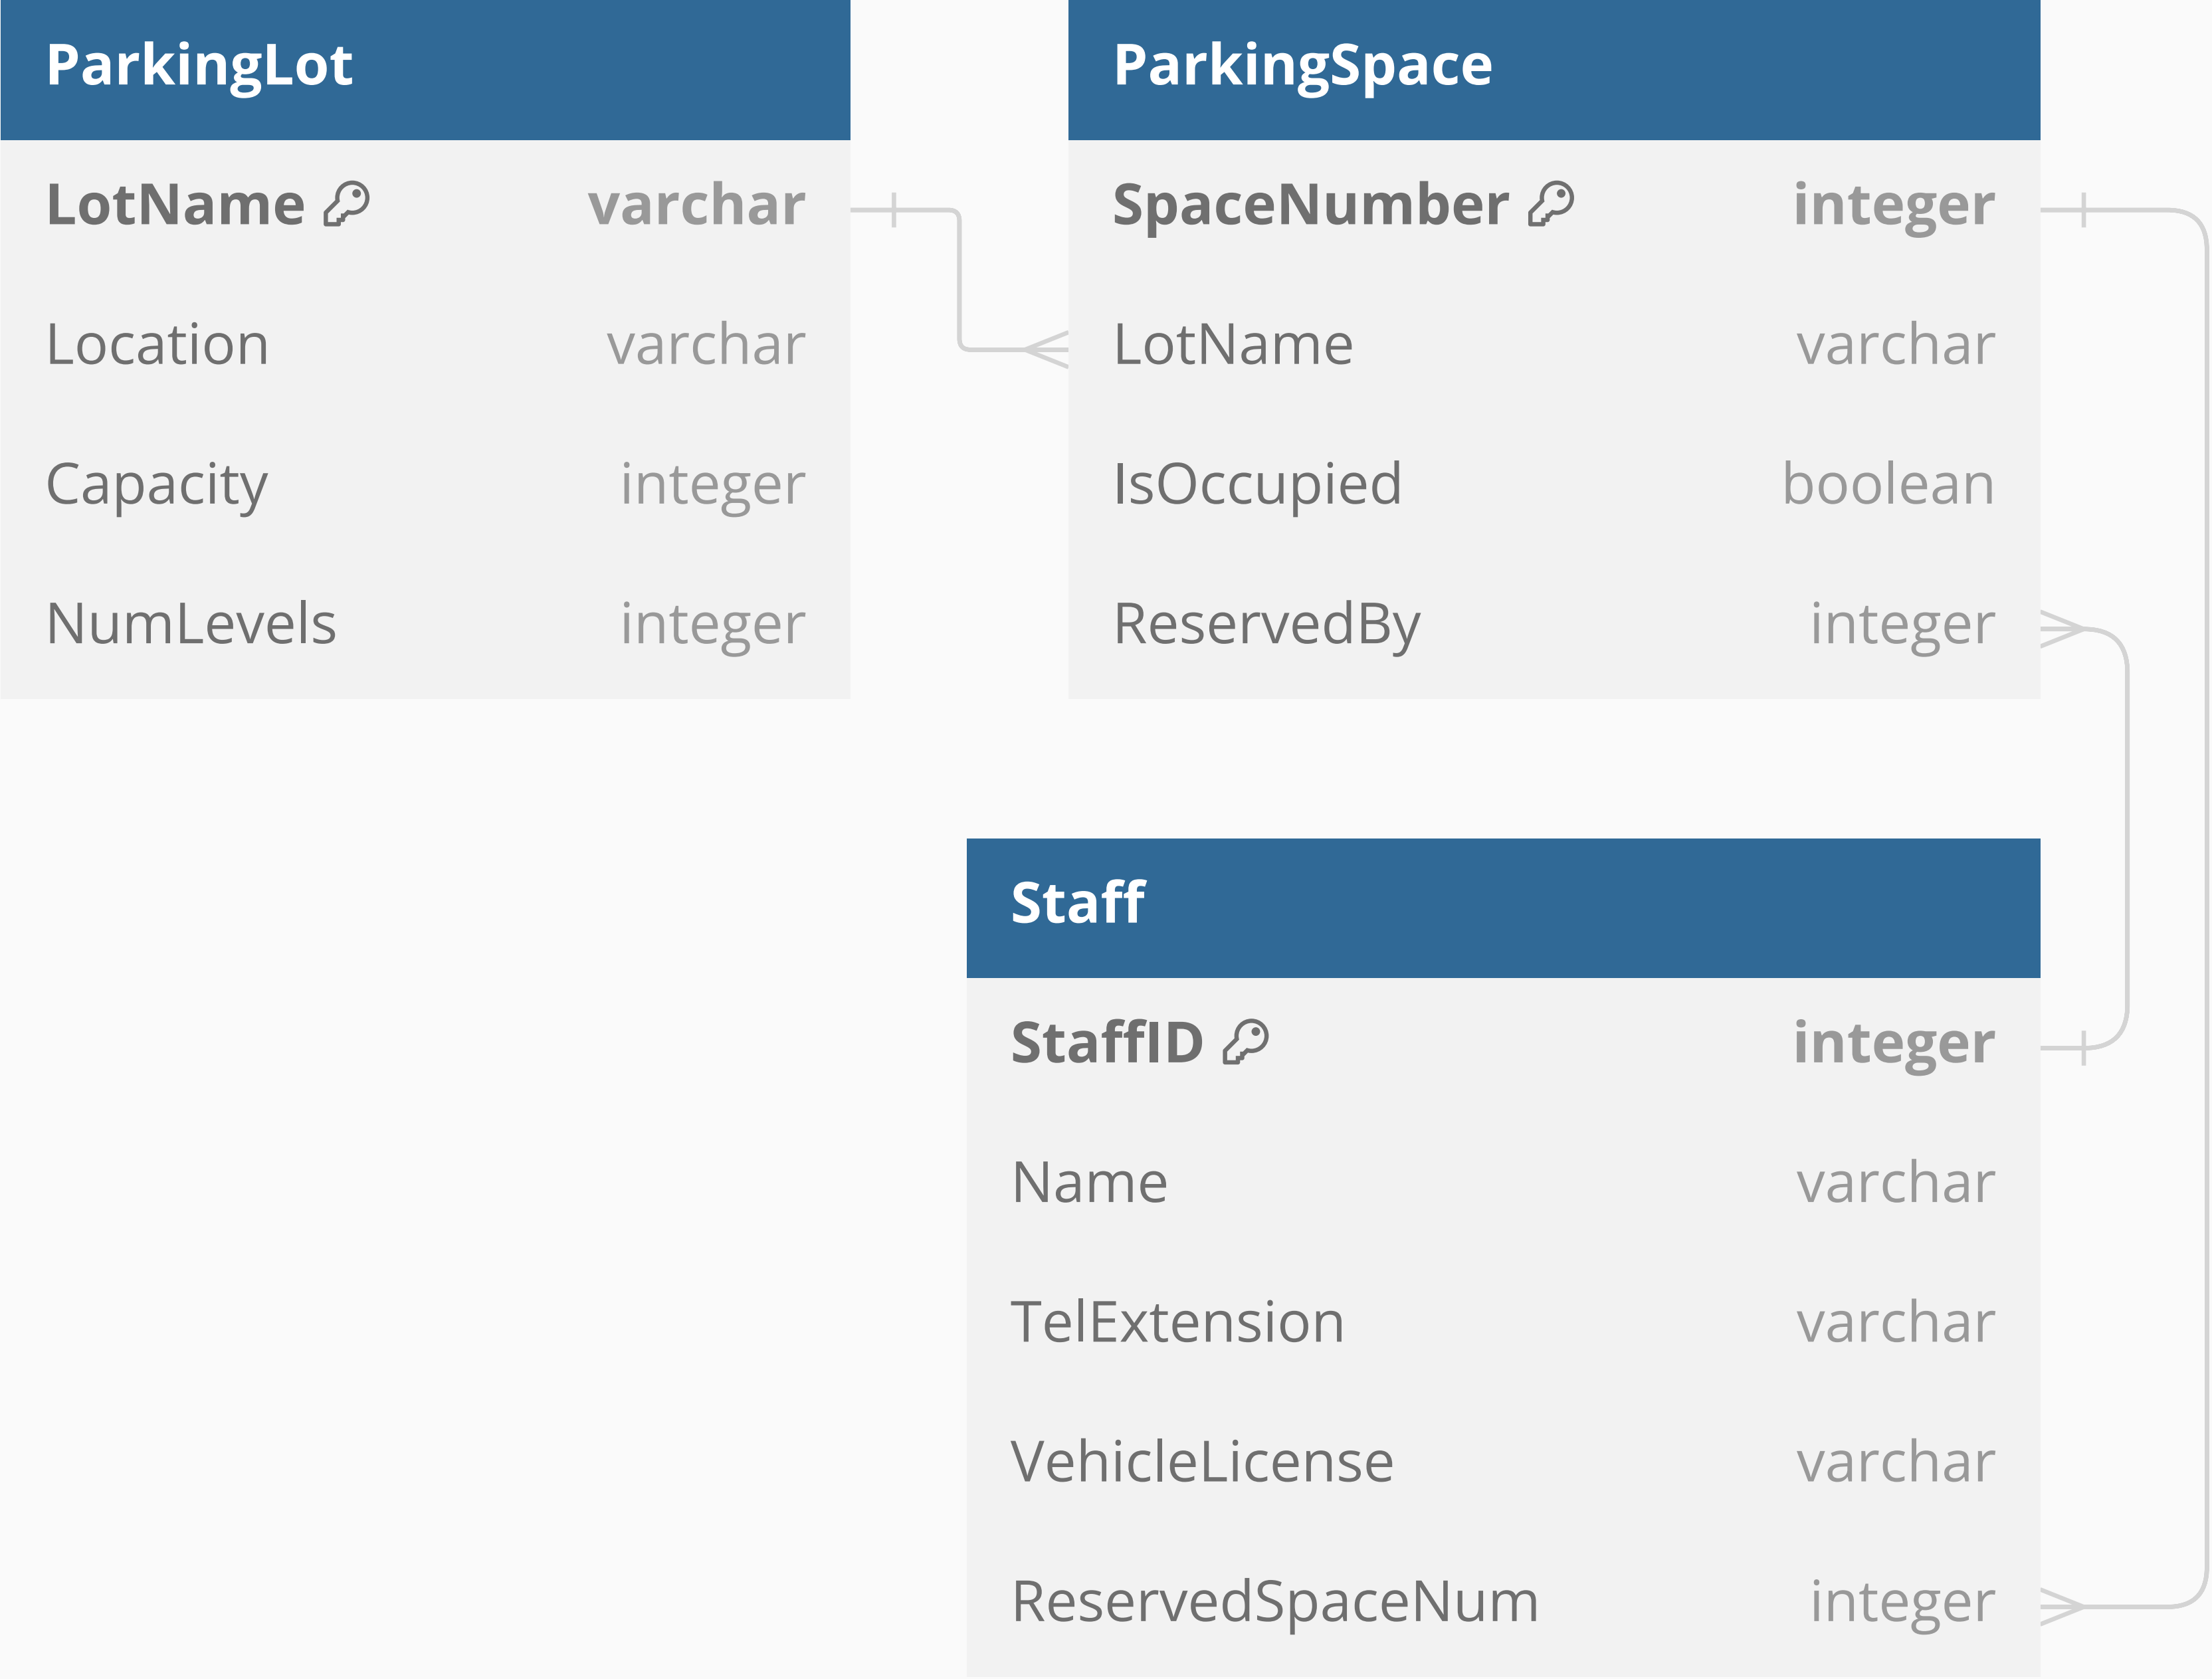 ParkingLot
LotName varchar
Location varchar
Capacity integer
NumLevels integer
ParkingSpace
SpaceNumber integer
LotName varchar
IsOccupied boolean
ReservedBy integer
Staff
StaffID integer
Name varchar
TelExtension varchar
VehicleLicense varchar
ReservedSpaceNum integer